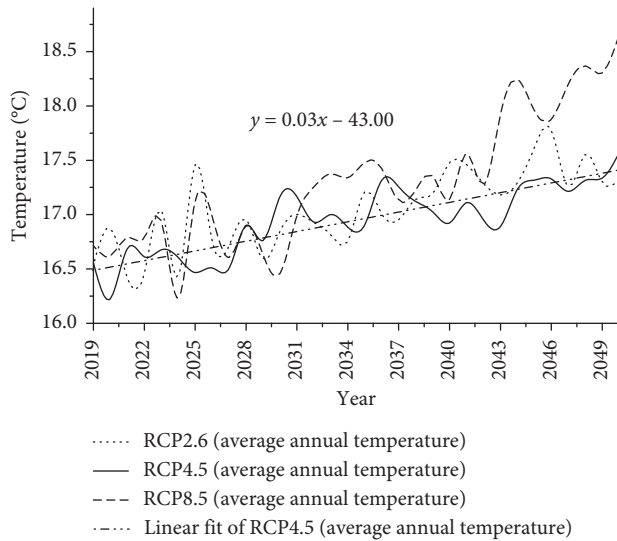 18.5
18.0
17.5
17.0
16.5
16.0
Temperature (°C)
y = 0.03x – 43.00
2019 2022 2025 2028 2031 2034 2037 2040 2043 2046 2049
Year
RCP2.6 (average annual temperature)
RCP4.5 (average annual temperature)
RCP8.5 (average annual temperature)
Linear fit of RCP4.5 (average annual temperature)